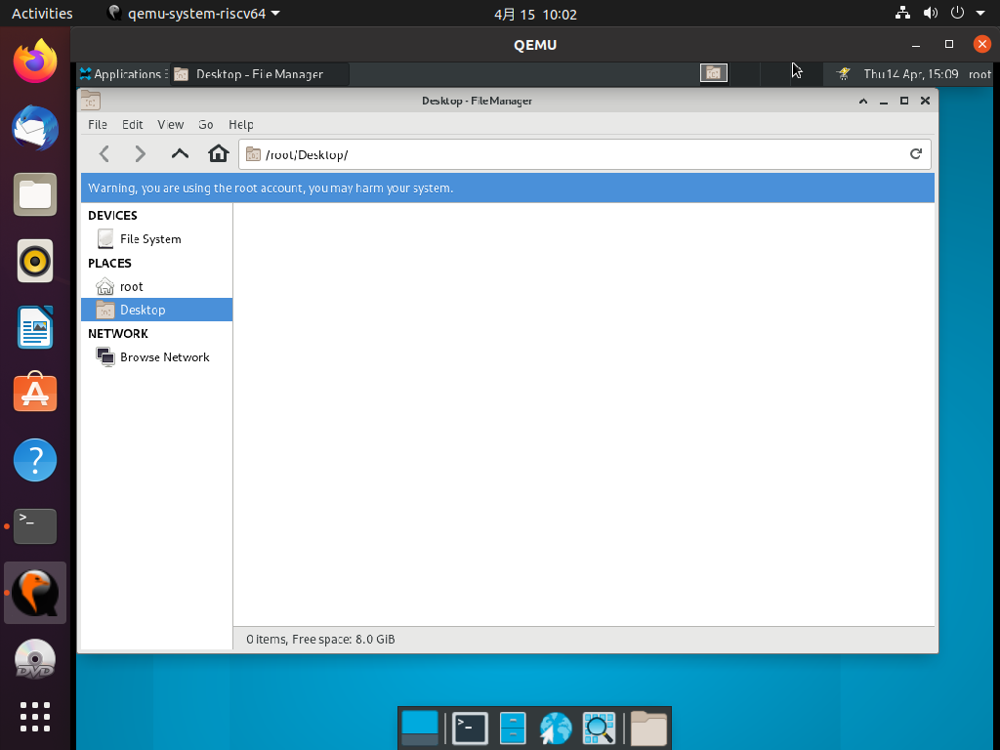 Activities
qemu-system-riscv64
4月 15 10:02
QEMU
Applications
Desktop - File Manager
Thu 14 Apr, 15:09
root
Desktop - File Manager
File Edit View Go Help
/root/Desktop/
Warning, you are using the root account, you may harm your system.
DEVICES
File System
PLACES
root
Desktop
NETWORK
Browse Network
0 items, Free space: 8.0 GiB
>_
?
DVD
>_